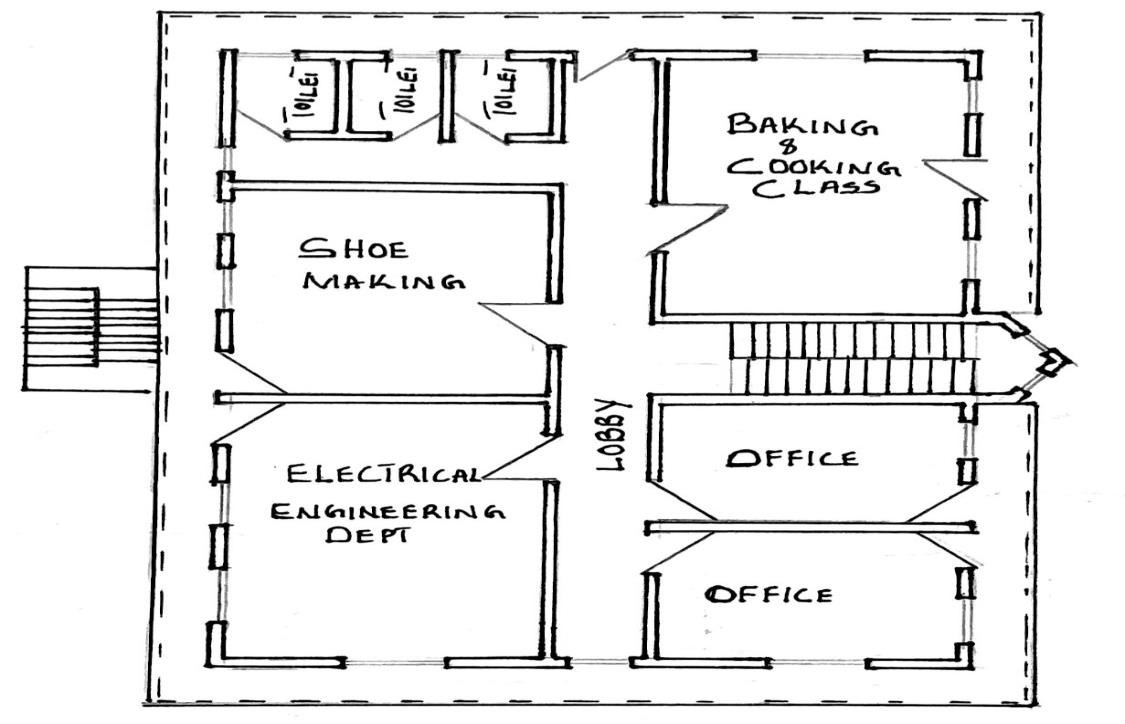 TOILET
TOILET
TOILET
BAKING
&
COOKING
CLASS
SHOE
MAKING
LOBBY
ELECTRICAL
ENGINEERING
DEPT
OFFICE
OFFICE